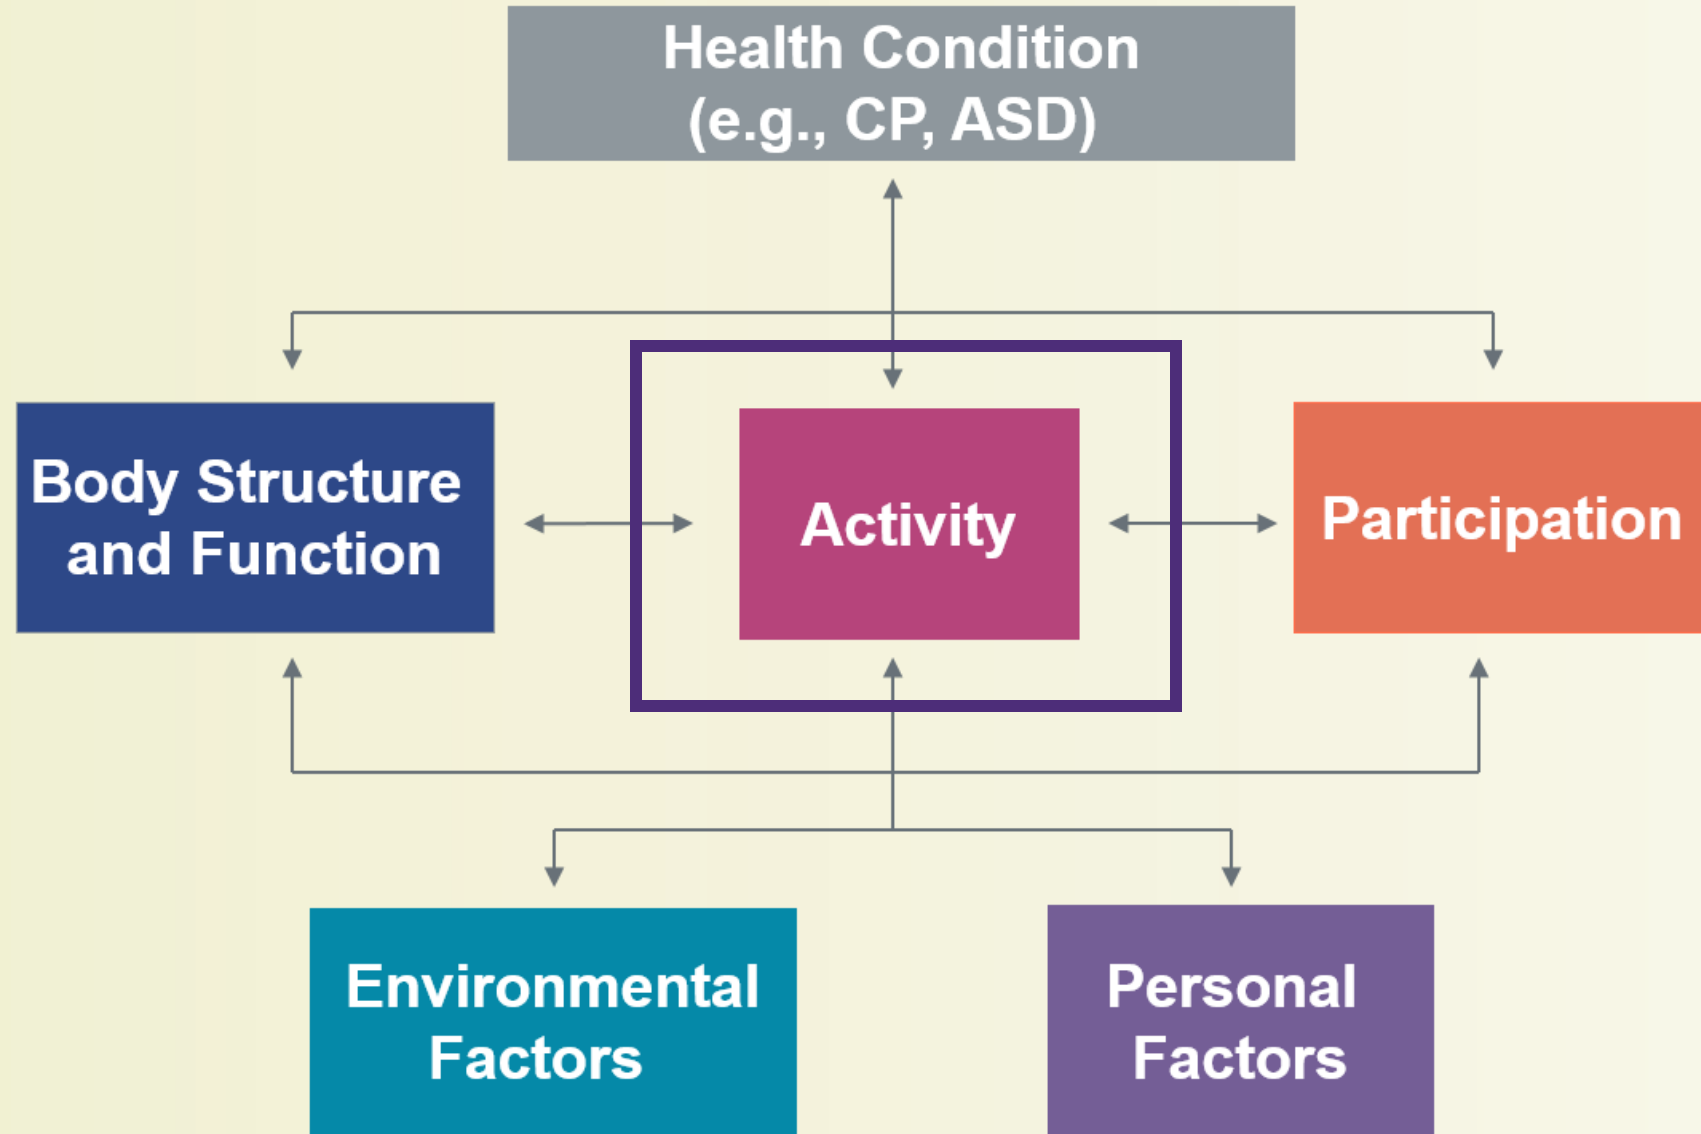 Health Condition
(e.g., CP, ASD)
Body Structure
and Function
Activity
Participation
Environmental
Factors
Personal
Factors